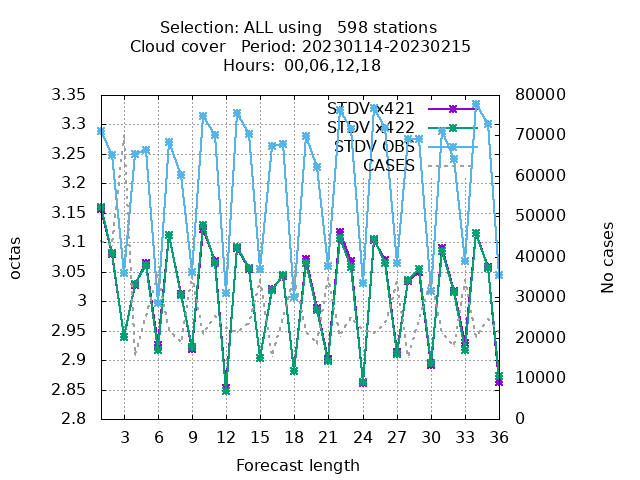 Selection: ALL using   598 stations
Cloud cover   Period: 20230114-20230215
Hours:  00,06,12,18
STDV x421
STDV x422
STDV OBS
CASES
3.35
3.3
3.25
3.2
3.15
3.1
3.05
3
2.95
2.9
2.85
2.8
80000
70000
60000
50000
40000
30000
20000
10000
0
octas
No cases
3 6 9 12 15 18 21 24 27 30 33 36
Forecast length